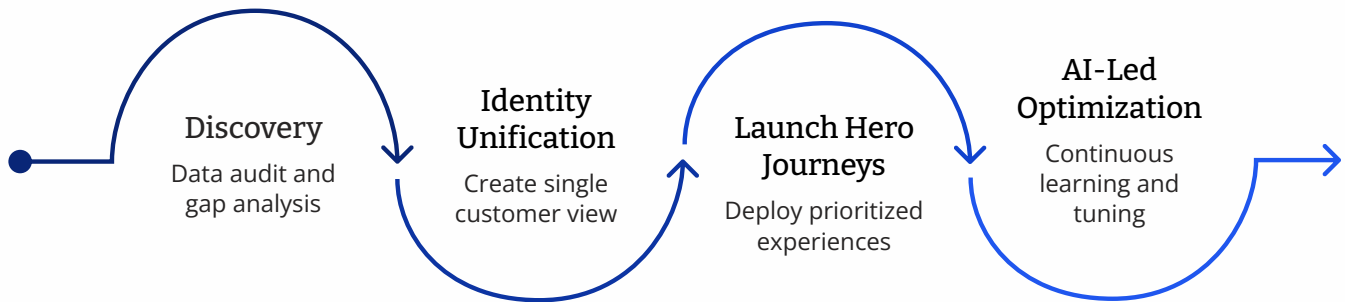 Discovery
Data audit and
gap analysis
Identity
Unification
Create single
customer view
Launch Hero
Journeys
Deploy prioritized
experiences
AI-Led
Optimization
Continuous
learning and
tuning